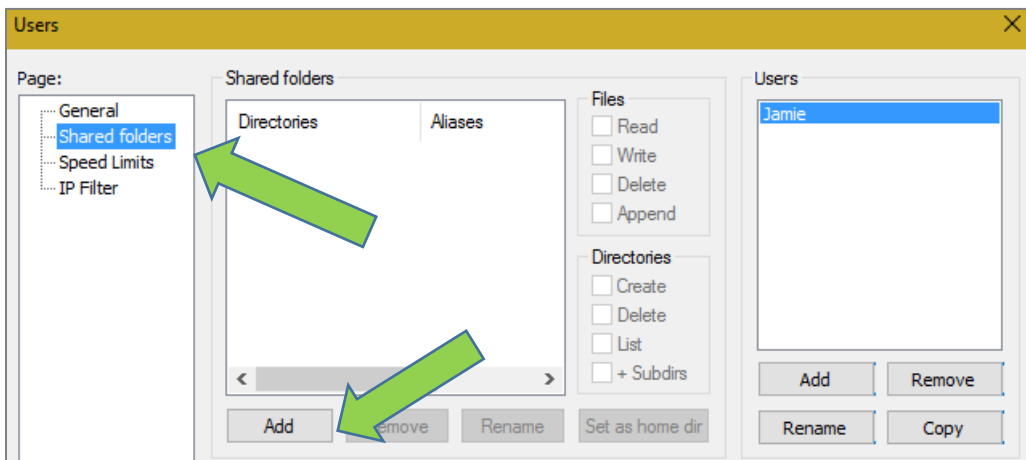 Users
Page:
General
Shared folders
Speed Limits
IP Filter
Shared folders
Directories Aliases
Files
Read
Write
Delete
Append
Directories
Create
Delete
List
+ Subdirs
Add emove Rename Set as home dir
Users
Jamie
Add Remove
Rename Copy